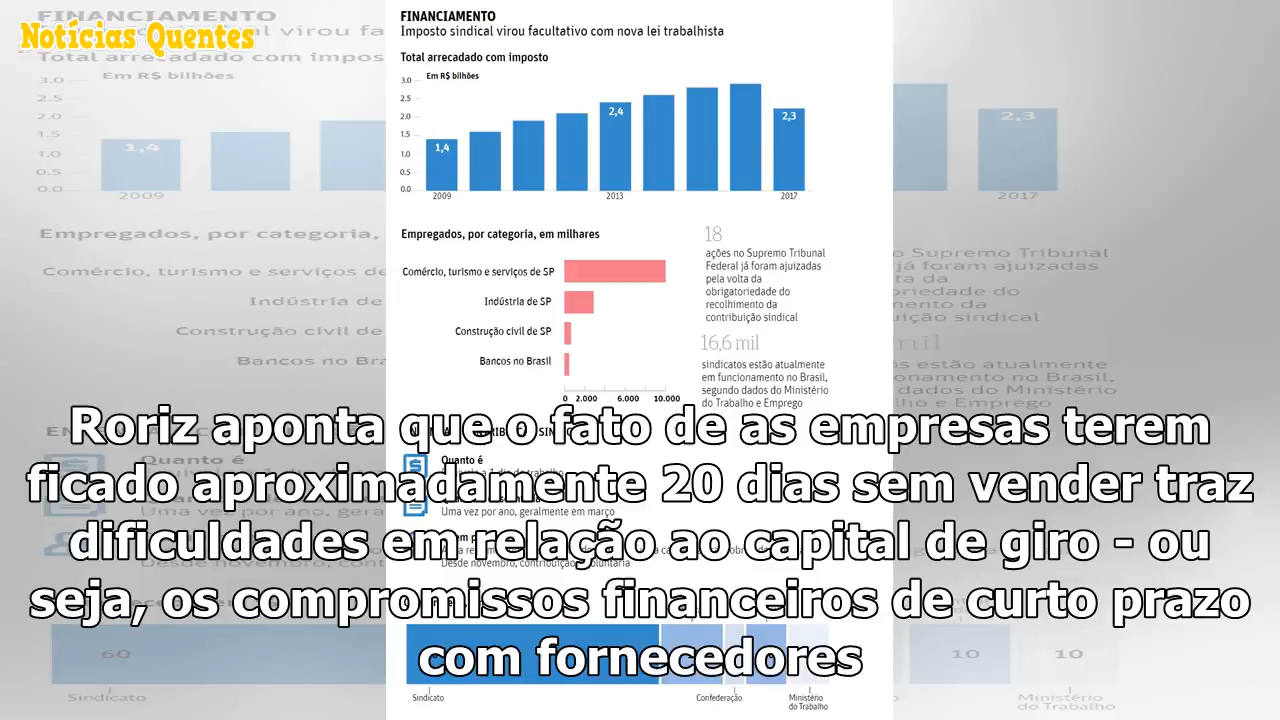 Notícias Quentes
FINANCIAMENTO
Imposto sindical virou facultativo com nova lei trabalhista
Total arrecadado com imposto
Em R$ bilhões
3.0
2.5
2.0
1.5
1.0
0.5
0.0
1,4
2,4
2,3
2009
2013
2017
Empregados, por categoria, em milhares
Comércio, turismo e serviços de SP
Indústria de SP
Construção civil de SP
Bancos no Brasil
0 2.000 6.000 10.000
18
ações no Supremo Tribunal
Federal já foram ajuizadas
pela volta da
obrigatoriedade do
recolhimento da
contribuição sindical
16,6 mil
sindicatos estão atualmente
em funcionamento no Brasil,
segundo dados do Ministério
do Trabalho e Emprego
Roriz aponta que o fato de as empresas terem
ficado aproximadamente 20 dias sem vender traz
dificuldades em relação ao capital de giro - ou
seja, os compromissos financeiros de curto prazo
com fornecedores
Quanto é
Uma vez por ano, geralmente em março
Desde novembro, contribuição voluntária
60
10
10
Sindicato
Confederação
Ministério
do Trabalho